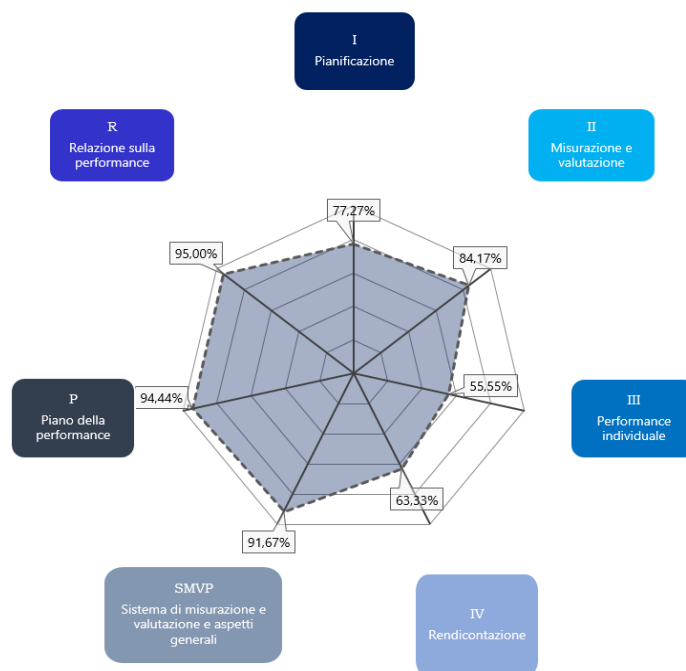 I
Pianificazione
R
Relazione sulla
performance
II
Misurazione e
valutazione
77,27%
95,00%
84,17%
P
Piano della
performance
94,44%
55,55%
III
Performance
individuale
63,33%
91,67%
SMVP
Sistema di misurazione e
valutazione e aspetti
generali
IV
Rendicontazione